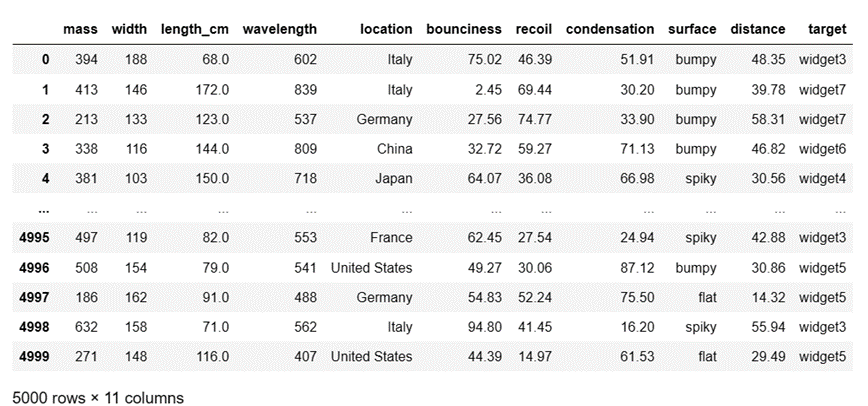 mass width length_cm wavelength location bounciness recoil condensation surface distance target
0 394 188 68.0 602 Italy 75.02 46.39 51.91 bumpy 48.35 widget3
1 413 146 172.0 839 Italy 2.45 69.44 30.20 bumpy 39.78 widget7
2 213 133 123.0 537 Germany 27.56 74.77 33.90 bumpy 58.31 widget7
3 338 116 144.0 809 China 32.72 59.27 71.13 bumpy 46.82 widget6
4 381 103 150.0 718 Japan 64.07 36.08 66.98 spiky 30.56 widget4
... ... ... ... ... ... ... ... ... ... ... ...
4995 497 119 82.0 553 France 62.45 27.54 24.94 spiky 42.88 widget3
4996 508 154 79.0 541 United States 49.27 30.06 87.12 bumpy 30.86 widget5
4997 186 162 91.0 488 Germany 54.83 52.24 75.50 flat 14.32 widget5
4998 632 158 71.0 562 Italy 94.80 41.45 16.20 spiky 55.94 widget3
4999 271 148 116.0 407 United States 44.39 14.97 61.53 flat 29.49 widget5
5000 rows × 11 columns